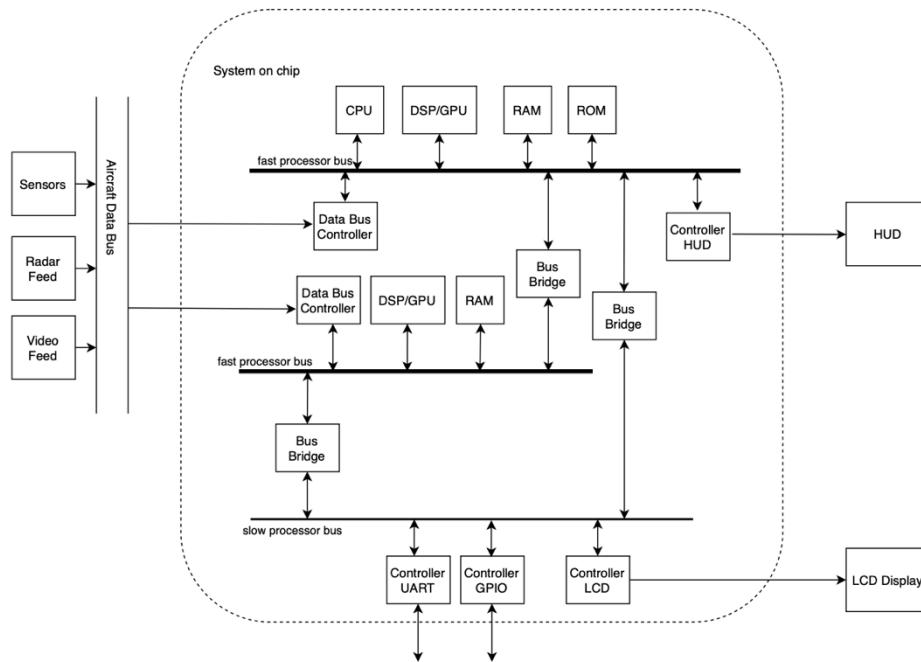 System on chip
CPU
DSP/GPU
RAM
ROM
fast processor bus
Aircraft Data Bus
Sensors
Radar
Feed
Video
Feed
Data Bus
Controller
Controller
HUD
HUD
Bus
Bridge
Bus
Bridge
Data Bus
Controller
DSP/GPU
RAM
fast processor bus
Bus
Bridge
slow processor bus
Controller
UART
Controller
GPIO
Controller
LCD
LCD Display